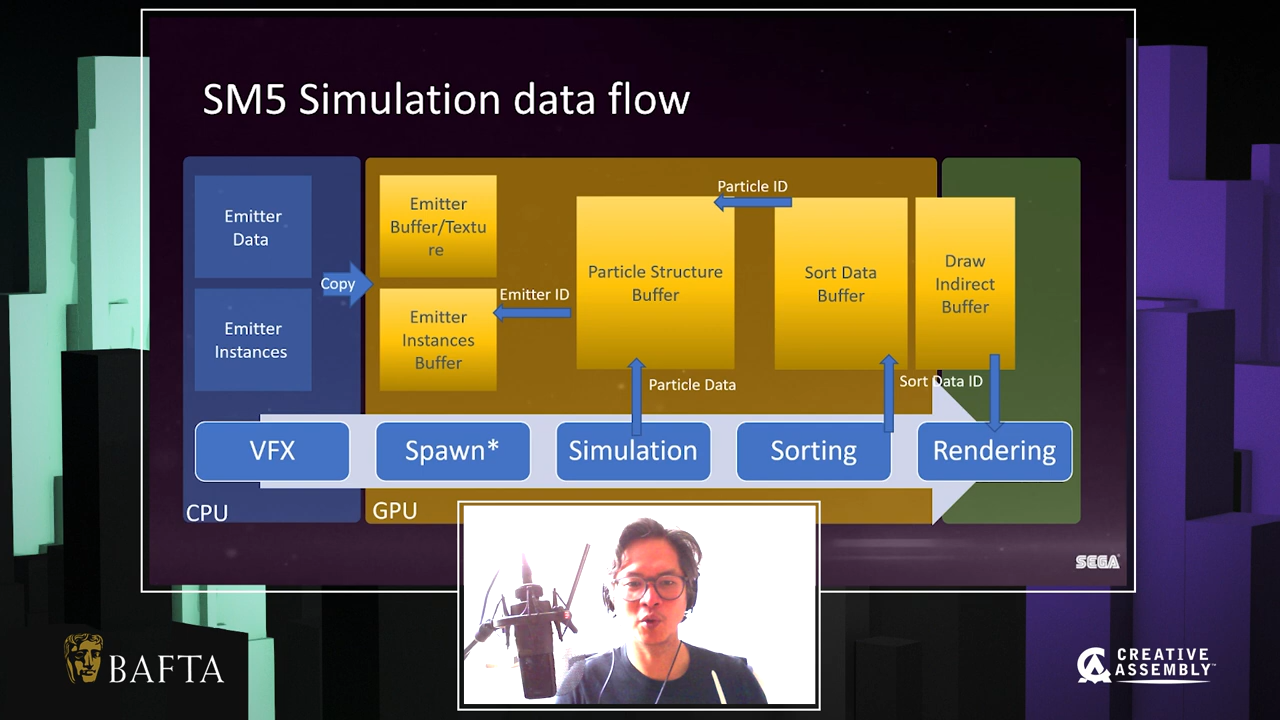 SM5 Simulation data flow
Emitter
Data
Emitter
Instances
Copy
Emitter
Buffer/Textu
re
Emitter
Instances
Buffer
Emitter ID
Particle Structure
Buffer
Particle ID
Sort Data
Buffer
Draw
Indirect
Buffer
Particle Data
Sort Data ID
VFX
Spawn*
Simulation
Sorting
Rendering
CPU
GPU
SEGA
BAFTA
CREATIVE
ASSEMBLY™